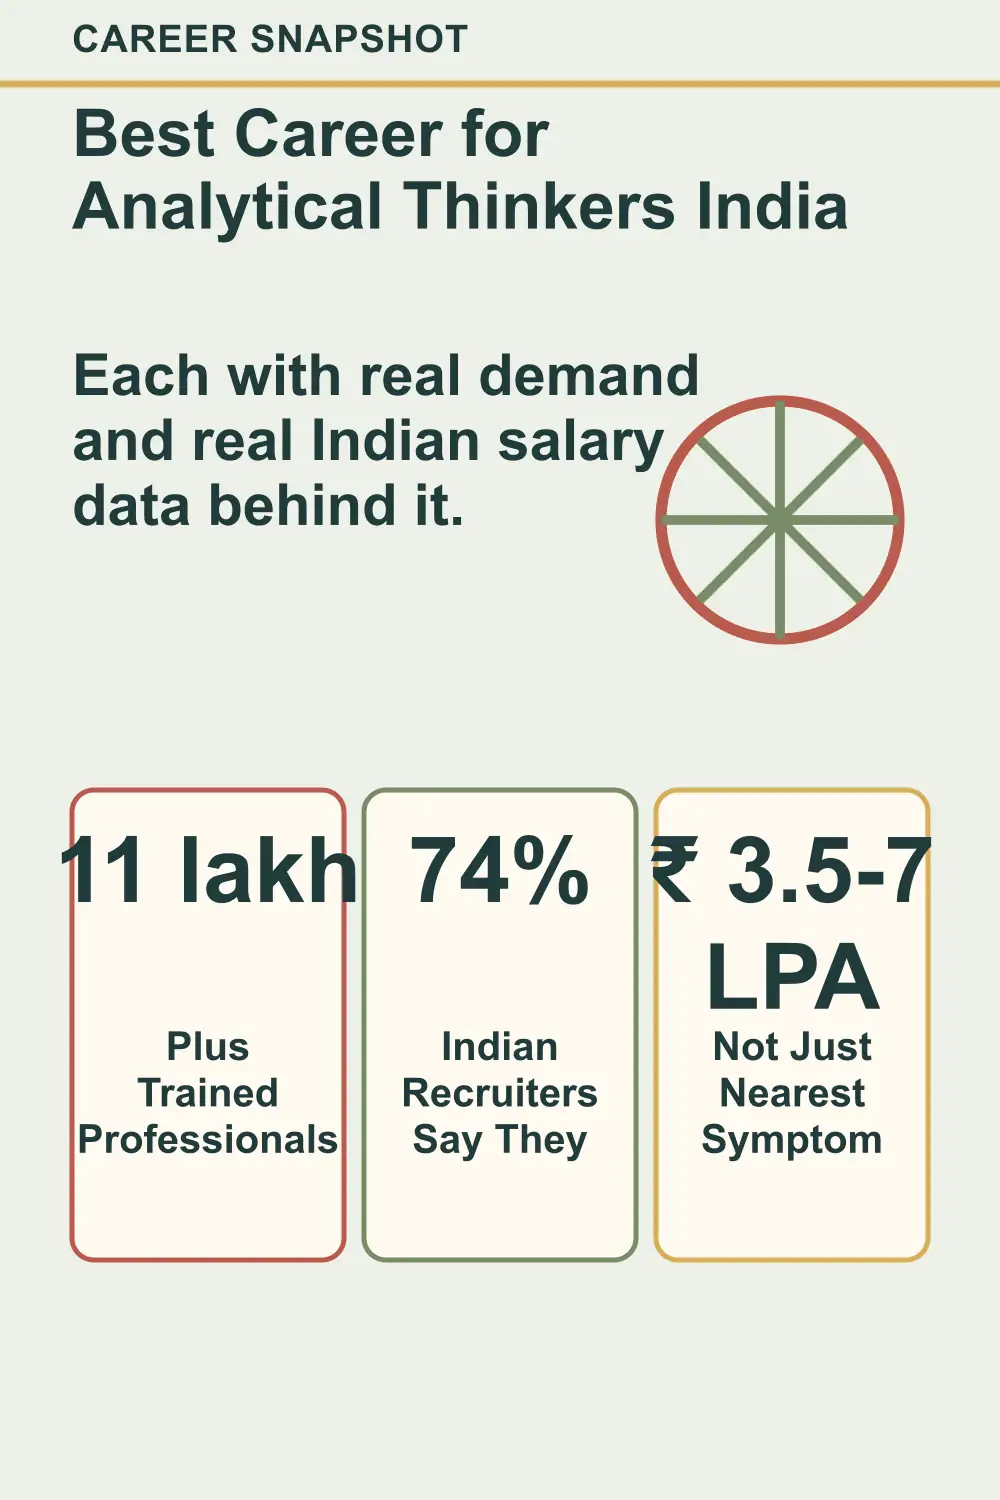 CAREER SNAPSHOT
Best Career for
Analytical Thinkers India
Each with real demand
and real Indian salary
data behind it.
11 lakh
Plus
Trained
Professionals
74%
Indian
Recruiters
Say They
₹ 3.5-7
LPA
Not Just
Nearest
Symptom